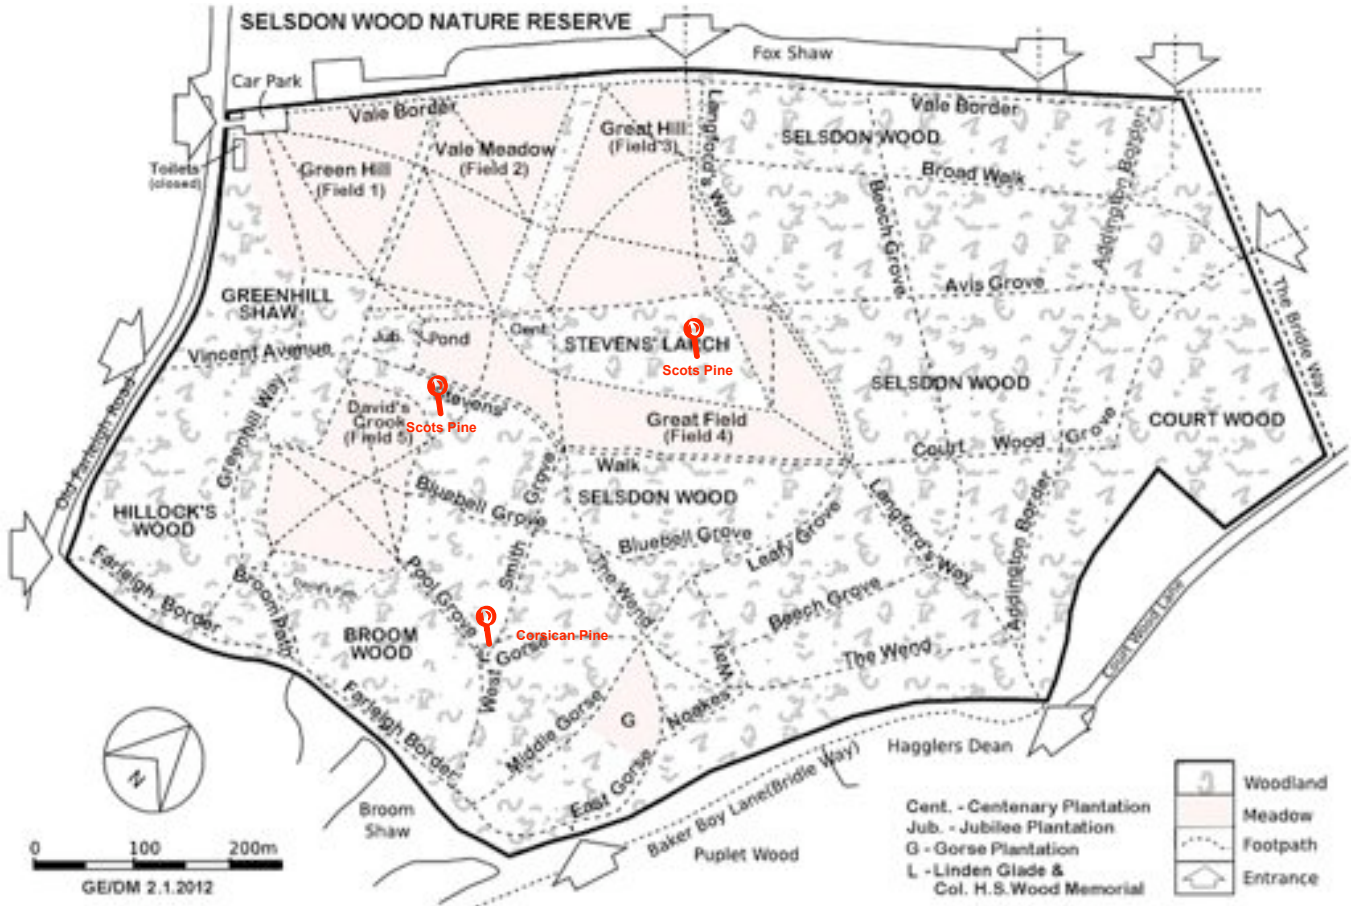 SELSDON WOOD NATURE RESERVE
Fox Shaw
Car Park
Vale Border
Vale Border
Toilets
(closed)
Green Hill
(Field 1)
Vale Meadow
(Field 2)
Great Hill
(Field 3)
Langford's Way
SELSDON WOOD
Broad Walk
Beech Grove
Addington Border
Avis Grove
The Bridle Way
GREENHILL
SHAW
Vincent Avenue
Jub.
Pond
Cent.
STEVENS' LARCH
Scots Pine
Greenhill Way
David's
Crook
(Field 5)
Stevens'
Scots Pine
Great Field
(Field 4)
Walk
SELSDON WOOD
COURT WOOD
Court Wood Grove
Old Farleigh Road
HILLOCK'S
WOOD
Bluebell Grove
Smith Grove
SELSDON WOOD
Bluebell Grove
Leafy Grove
Langford's Way
Addington Border
Farleigh Border
Broom Path
Pool Grove
The Wend
Beech Grove
Corsican Pine
BROOM
WOOD
L
West Gorse
The Wend
Court Wood Lane
Farleigh Border
Middle Gorse
G
Noakes Way
East Gorse
Hagglers Dean
Baker Boy Lane(Bridle Way)
Puplet Wood
Broom
Shaw
N
0 100 200m
GE/DM 2.1.2012
Cent. - Centenary Plantation
Jub. - Jubilee Plantation
G - Gorse Plantation
L - Linden Glade &
Col. H.S.Wood Memorial
Woodland
Meadow
Footpath
Entrance